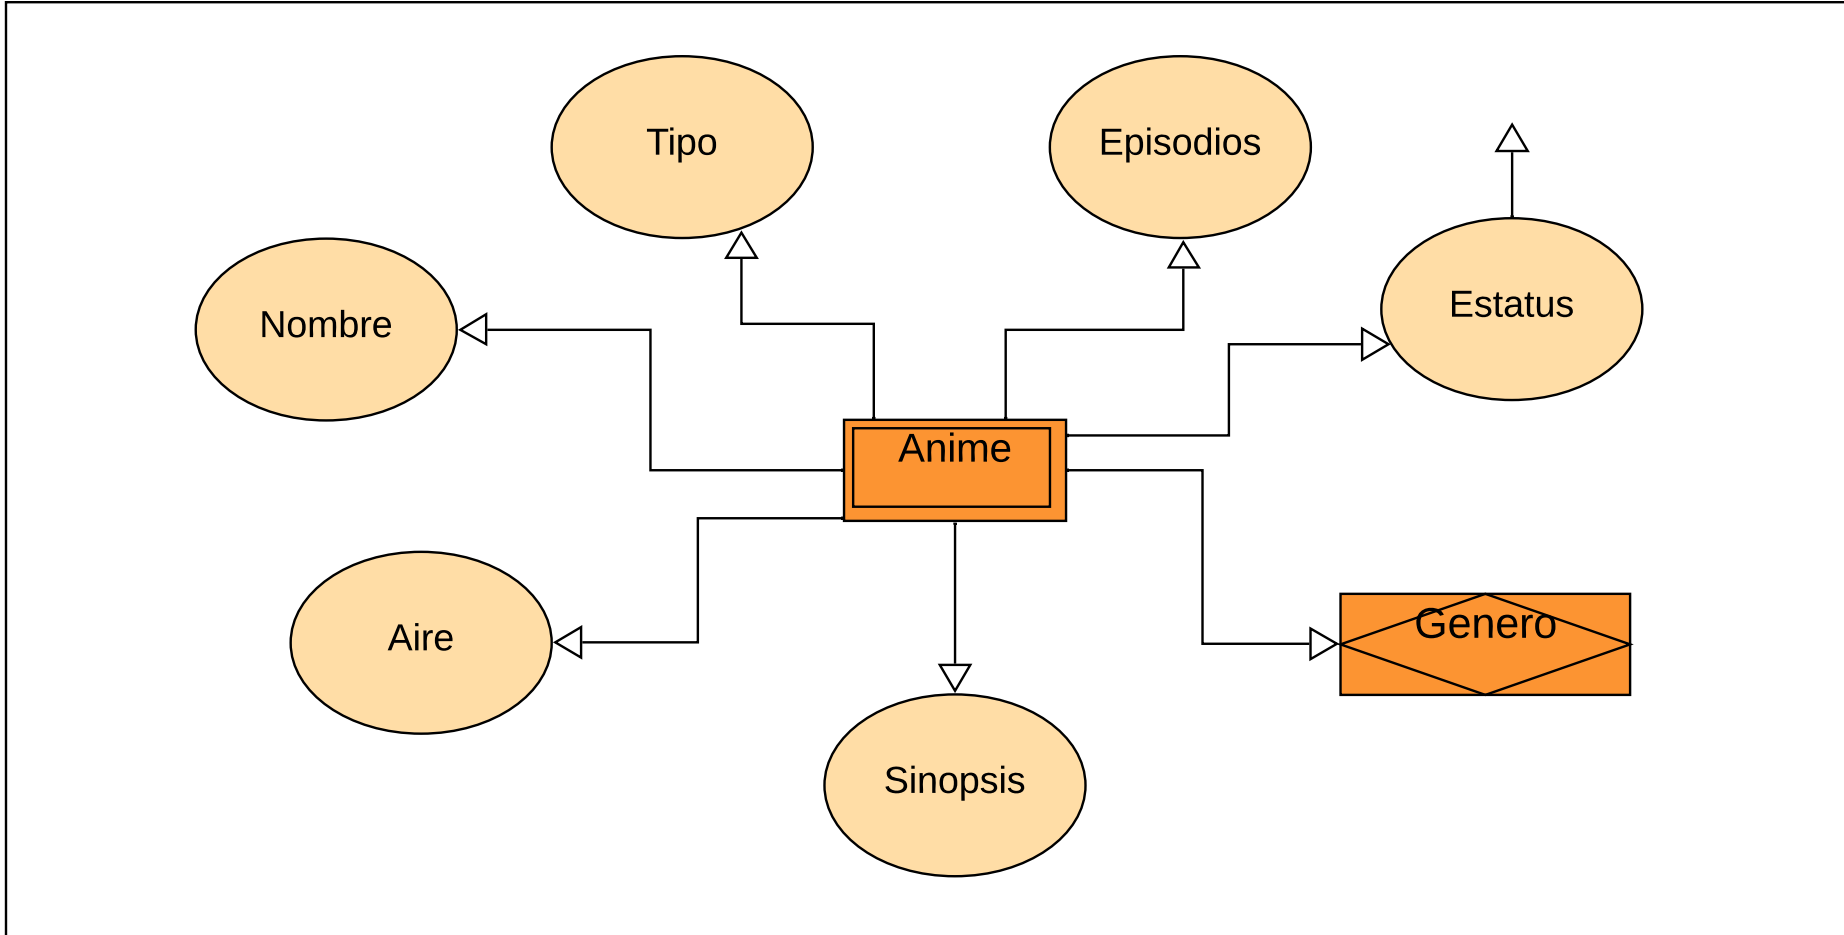 Tipo
Episodios
Estatus
Nombre
Anime
Genero
Aire
Sinopsis